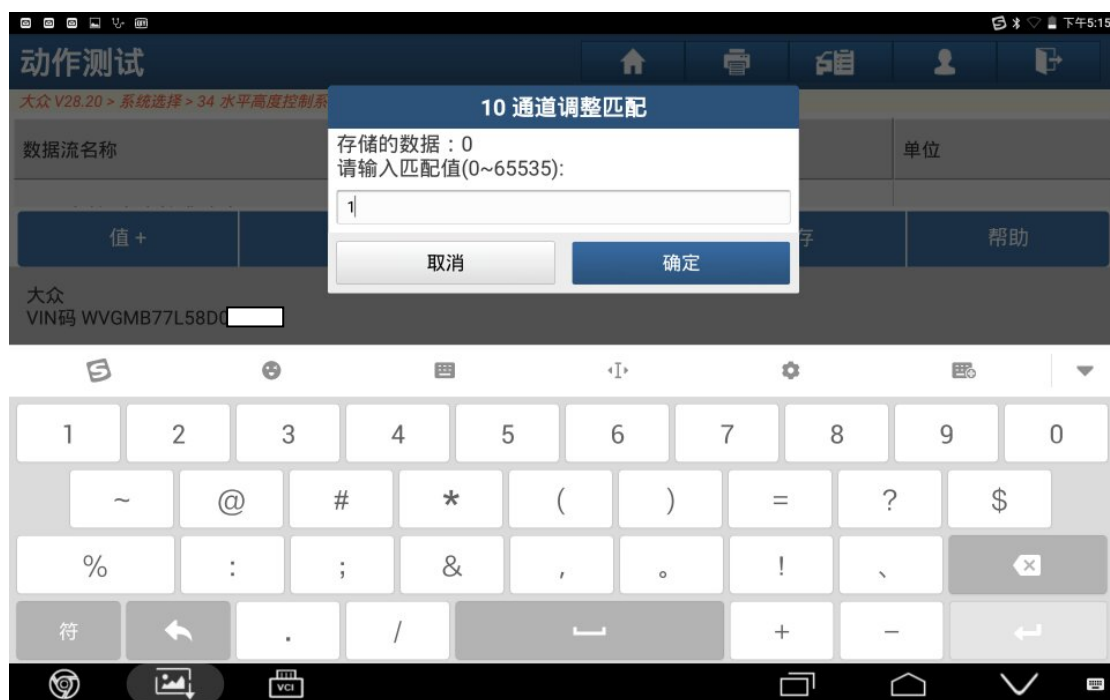 下午5:15
动作测试
大众 V28.20 > 系统选择 > 34 水平高度控制系
10 通道调整匹配
数据流名称
存储的数据：0
请输入匹配值(0~65535):
单位
1
值 +
存
帮助
取消
确定
大众
VIN码 WVGMB77L58D
1 2 3 4 5 6 7 8 9 0
~ @ # * ( ) = ? $
% : ; & , 。 ! 、
符 . / + −
VCI